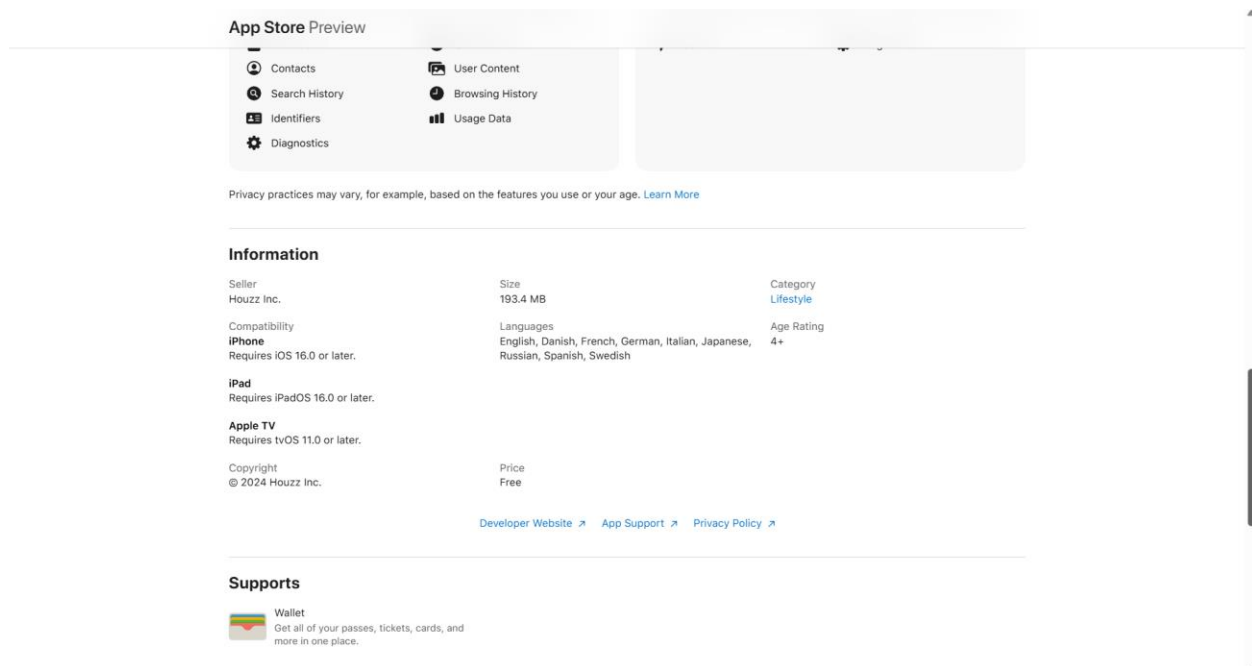 App Store Preview
Contacts
User Content
Search History
Browsing History
Identifiers
Usage Data
Diagnostics
Privacy practices may vary, for example, based on the features you use or your age. Learn More
Information
Seller
Houzz Inc.
Size
193.4 MB
Category
Lifestyle
Compatibility
iPhone
Requires iOS 16.0 or later.
iPad
Requires iPadOS 16.0 or later.
Apple TV
Requires tvOS 11.0 or later.
Languages
English, Danish, French, German, Italian, Japanese,
Russian, Spanish, Swedish
Age Rating
4+
Copyright
© 2024 Houzz Inc.
Price
Free
Developer Website ↗ App Support ↗ Privacy Policy ↗
Supports
Wallet
Get all of your passes, tickets, cards, and
more in one place.